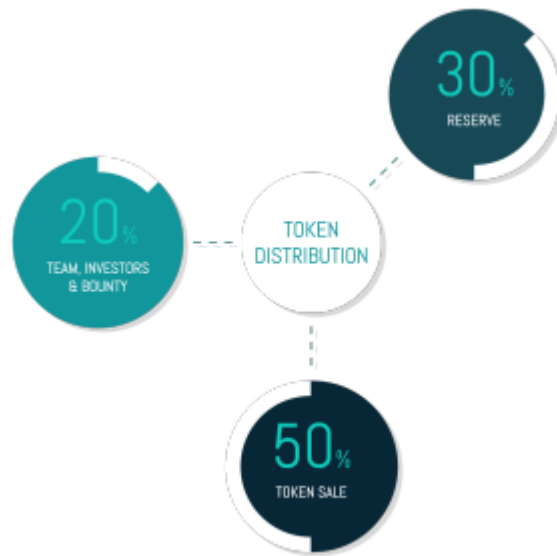 30%
RESERVE
20%
TEAM, INVESTORS
& BOUNTY
TOKEN
DISTRIBUTION
50%
TOKEN SALE